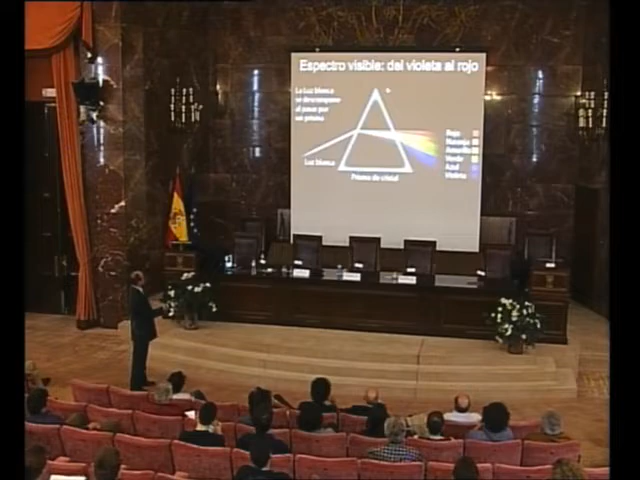 Espectro visible: del violeta al rojo
La Luz blanca
se descompone
al pasar por
un prisma
Luz blanca
Rojo
Naranja
Amarillo
Verde
Azul
Violeta
Prisma de cristal